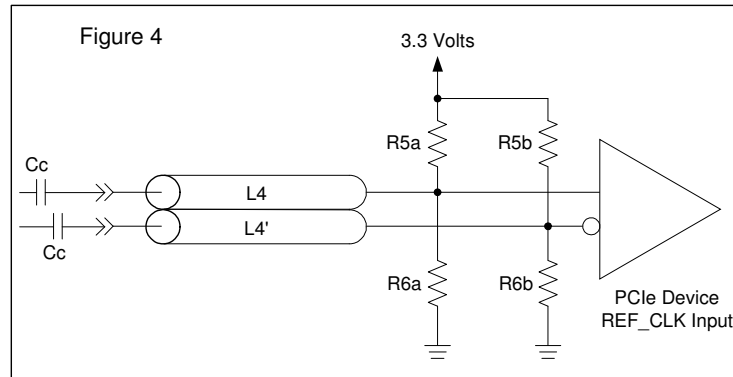 Figure 4
3.3 Volts
R5a
R5b
Cc
L4
L4'
Cc
R6a
R6b
PCIe Device
REF_CLK Input